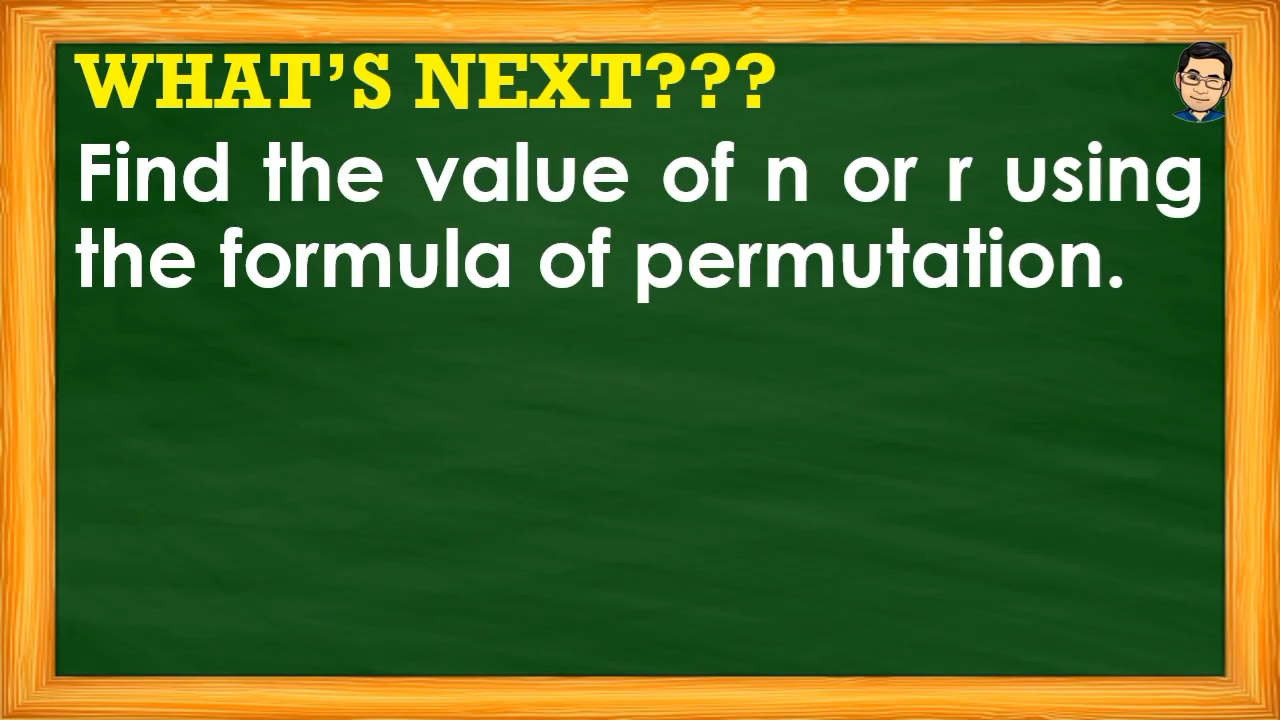 WHAT’S NEXT???
Find the value of n or r using
the formula of permutation.